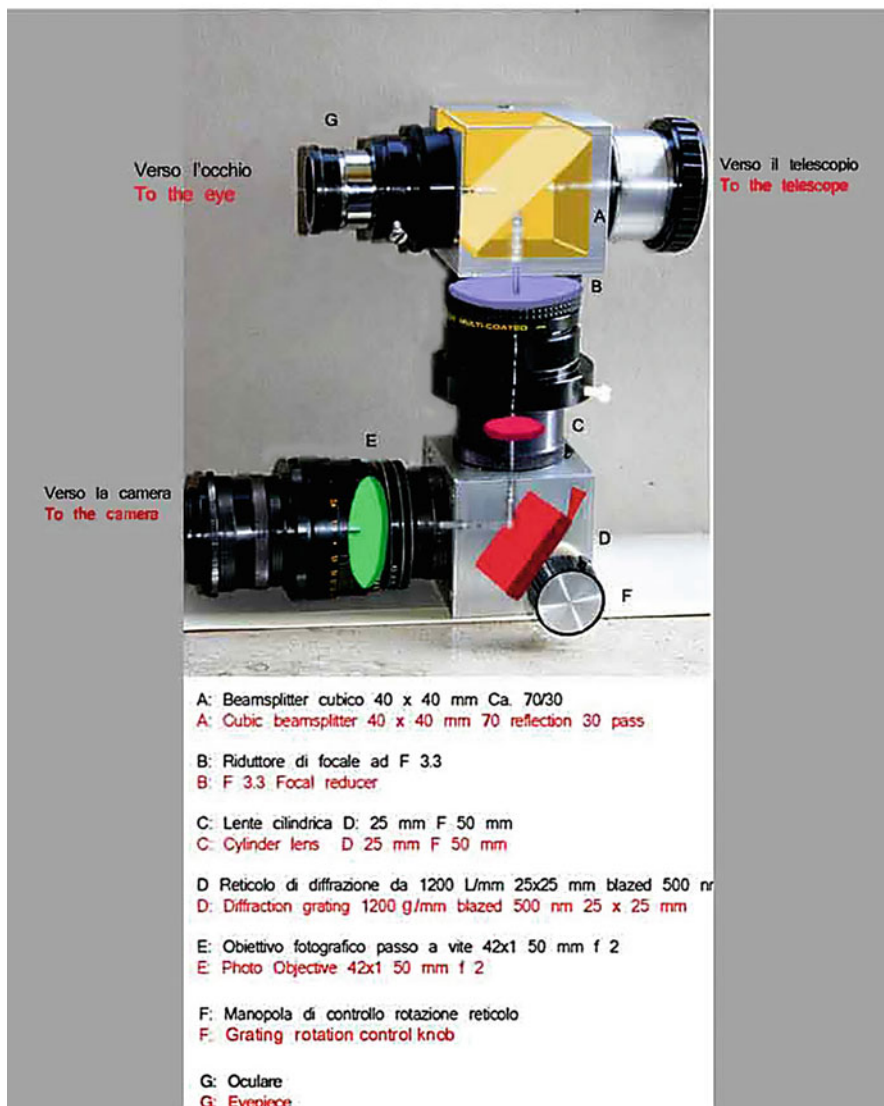 G
Verso l'occhio
To the eye
Verso il telescopio
To the telescope
A
B
MULTI-COATED
C
E
Verso la camera
To the camera
D
F
A: Beamsplitter cubico 40 x 40 mm Ca. 70/30
A: Cubic beamsplitter 40 x 40 mm 70 reflection 30 pass
B: Riduttore di focale ad F 3.3
B: F 3.3 Focal reducer
C: Lente cilindrica D: 25 mm F 50 mm
C: Cylinder lens D 25 mm F 50 mm
D Reticolo di diffrazione da 1200 L/mm 25x25 mm blazed 500
D: Diffraction grating 1200 g/mm blazed 500 nm 25 x 25 mm
E: Obiettivo fotografico passo a vite 42x1 50 mm f 2
E: Photo Objective 42x1 50 mm f 2
F: Manopola di controllo rotazione reticolo
F: Grating rotation control knob
G: Oculare
G: Eyepiece